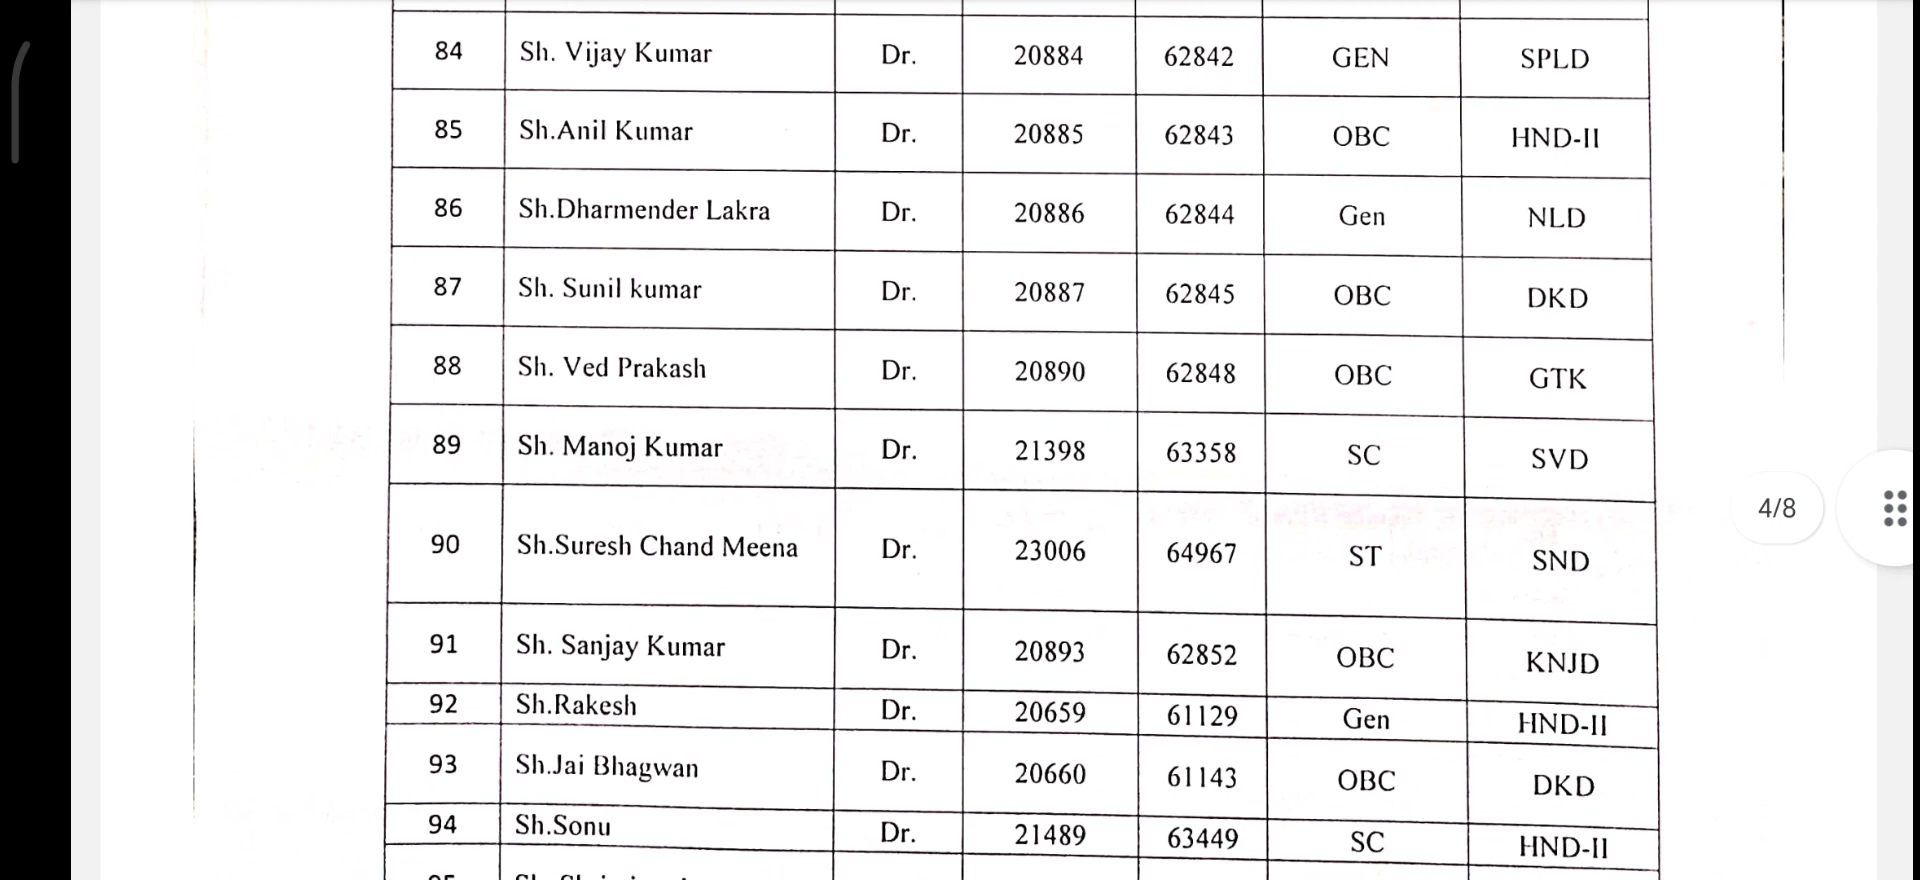 84 Sh. Vijay Kumar Dr. 20884 62842 GEN SPLD
85 Sh.Anil Kumar Dr. 20885 62843 OBC HND-II
86 Sh.Dharmender Lakra Dr. 20886 62844 Gen NLD
87 Sh. Sunil kumar Dr. 20887 62845 OBC DKD
88 Sh. Ved Prakash Dr. 20890 62848 OBC GTK
89 Sh. Manoj Kumar Dr. 21398 63358 SC SVD
90 Sh.Suresh Chand Meena Dr. 23006 64967 ST SND
91 Sh. Sanjay Kumar Dr. 20893 62852 OBC KNJD
92 Sh.Rakesh Dr. 20659 61129 Gen HND-II
93 Sh.Jai Bhagwan Dr. 20660 61143 OBC DKD
94 Sh.Sonu Dr. 21489 63449 SC HND-II
4/8